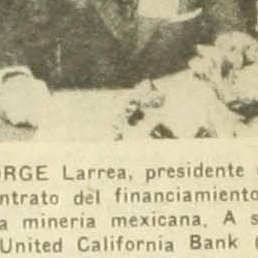 ORGE Larrea, presidente
ntrato del financiamiento
a minería mexicana. A s
United California Bank (